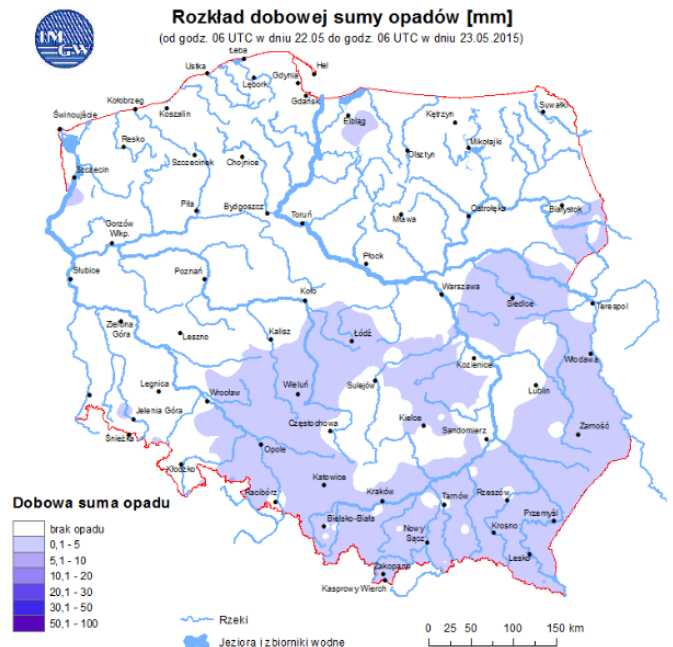 Rozkład dobowej sumy opadów [mm]
(od godz. 06 UTC w dniu 22.05 do godz. 06 UTC w dniu 23.05.2015)
IM
GW
Łeba
Hel
Ustka
Lębork
Gdynia
Gdańsk
Kołobrzeg
Koszalin
Świnoujście
Elbląg
Kętrzyn
Suwałki
Resko
Szczecinek
Chojnice
Olsztyn
Mikołajki
Szczecin
Piła
Bydgoszcz
Toruń
Mława
Ostrołęka
Białystok
Gorzów
Wlkp.
Płock
Słubice
Poznań
Koło
Warszawa
Siedlce
Terespol
Zielona
Góra
Leszno
Kalisz
Łódź
Kozienice
Włodawa
Legnica
Wrocław
Wieluń
Sulejów
Lublin
Jelenia Góra
Śnieżka
Częstochowa
Kielce
Sandomierz
Zamość
Opole
Kłodzko
Racibórz
Katowice
Kraków
Tarnów
Rzeszów
Przemyśl
Bielsko-Biała
Nowy
Sącz
Krosno
Lesko
Zakopane
Kasprowy Wierch
Dobowa suma opadu
brak opadu
0,1 - 5
5,1 - 10
10,1 - 20
20,1 - 30
30,1 - 50
50,1 - 100
Rzeki
Jeziora i zbiorniki wodne
0 25 50 100 150 km